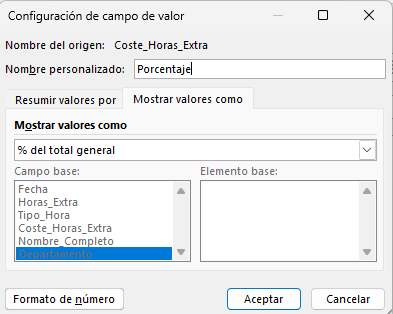 Configuración de campo de valor
Nombre del origen: Coste_Horas_Extra
Nombre personalizado: Porcentaje
Resumir valores por Mostrar valores como
Mostrar valores como
% del total general
Campo base: Elemento base:
Fecha
Horas_Extra
Tipo_Hora
Coste_Horas_Extra
Nombre_Completo
Departamento
Formato de número Aceptar Cancelar